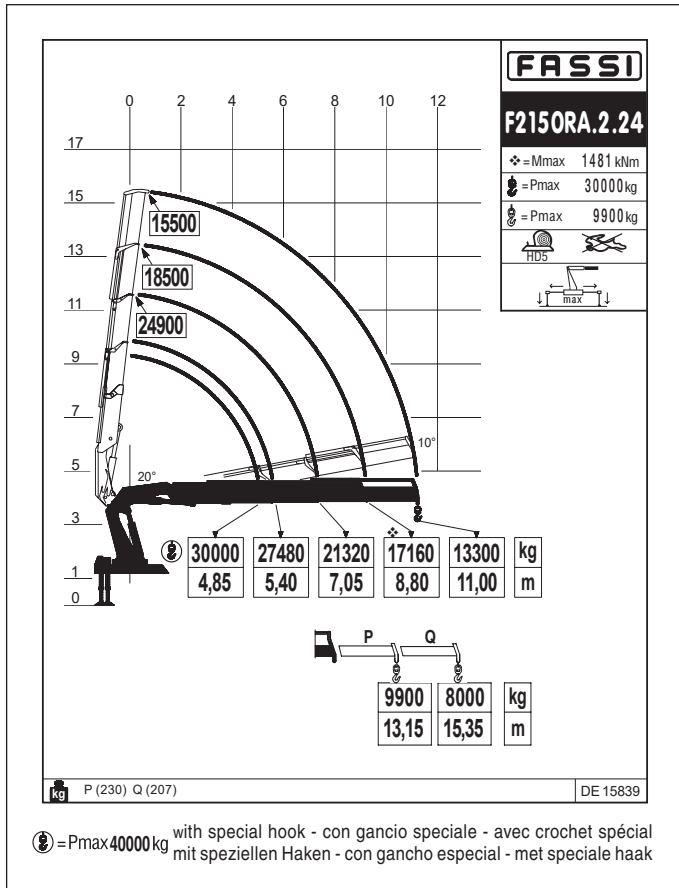 FASSI
F2150RA.2.24
❖ = Mmax 1481 kNm
= Pmax 30000 kg
= Pmax 9900 kg
HD5
max
0 2 4 6 8 10 12
17
15
13
11
9
7
5
3
1
0
15500
18500
24900
10°
20°
❖
30000 27480 21320 17160 13300 kg
4,85 5,40 7,05 8,80 11,00 m
P Q
9900 8000 kg
13,15 15,35 m
kg P (230) Q (207) DE 15839
= Pmax 40000 kg with special hook - con gancio speciale - avec crochet spécial
mit speziellen Haken - con gancho especial - met speciale haak